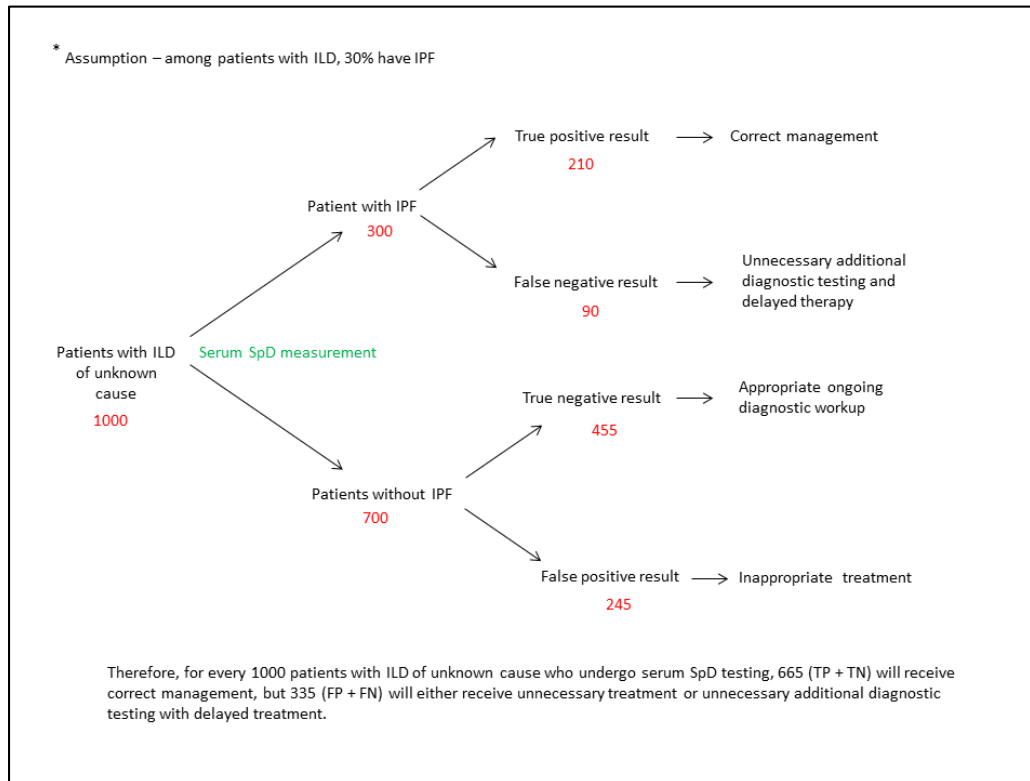 * Assumption – among patients with ILD, 30% have IPF
True positive result
Correct management
210
Patient with IPF
300
False negative result
90
Unnecessary additional
diagnostic testing and
delayed therapy
Patients with ILD
of unknown
cause
1000
Serum SpD measurement
True negative result
455
Appropriate ongoing
diagnostic workup
Patients without IPF
700
False positive result
245
Inappropriate treatment
Therefore, for every 1000 patients with ILD of unknown cause who undergo serum SpD testing, 665 (TP + TN) will receive
correct management, but 335 (FP + FN) will either receive unnecessary treatment or unnecessary additional diagnostic
testing with delayed treatment.